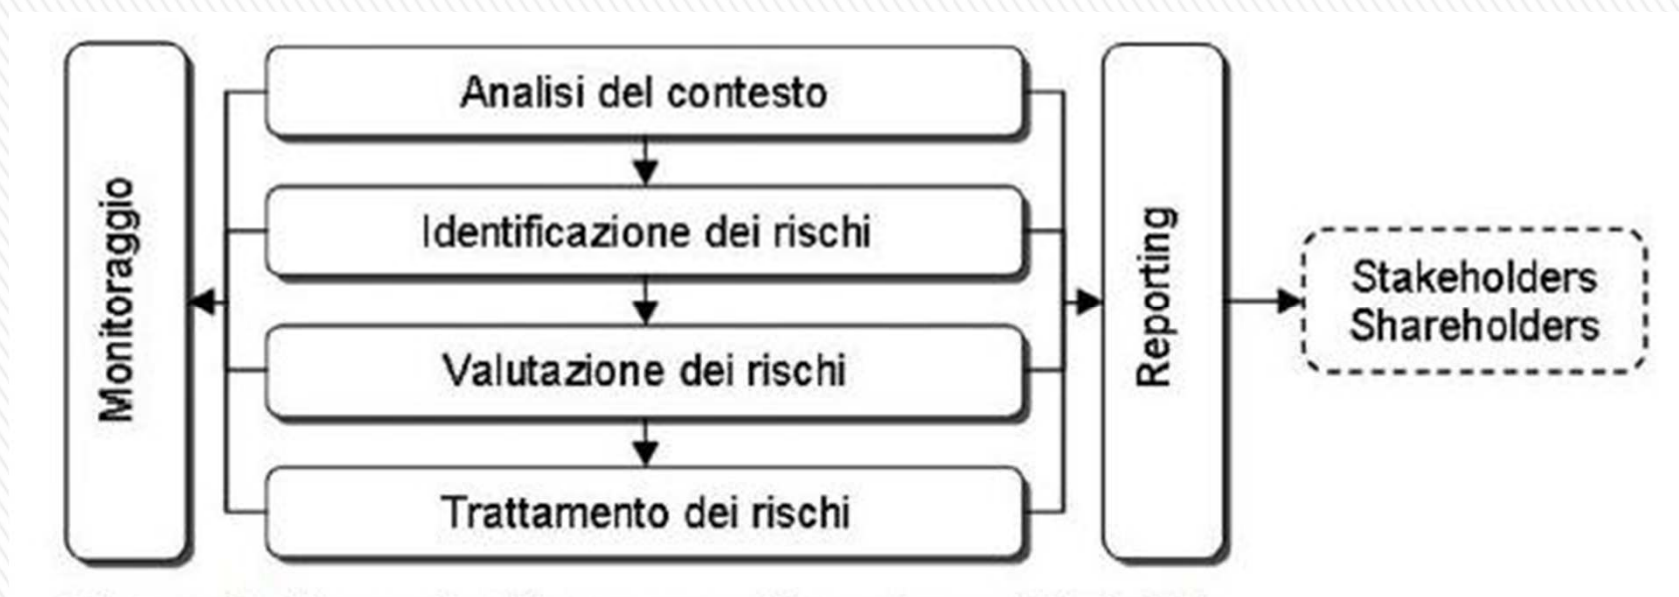 Monitoraggio
Analisi del contesto
Identificazione dei rischi
Valutazione dei rischi
Trattamento dei rischi
Reporting
Stakeholders
Shareholders